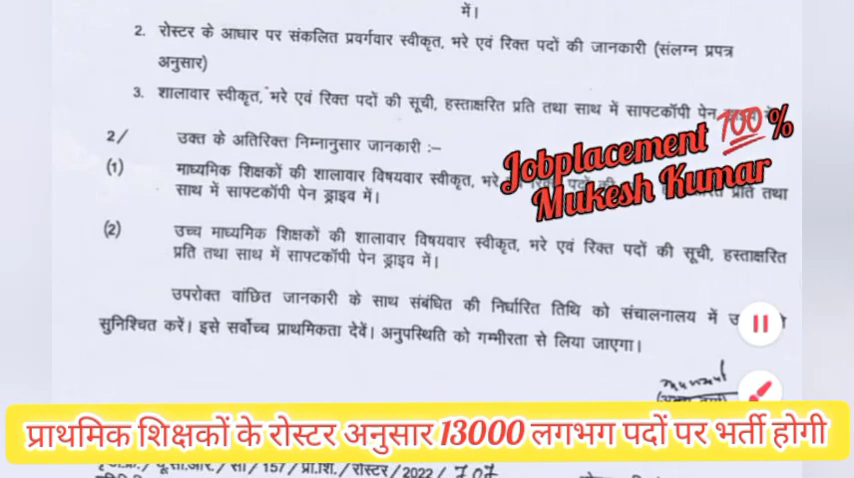 में।
2. रोस्टर के आधार पर संकलित प्रवर्गवार स्वीकृत, भरे एवं रिक्त पदों की जानकारी (संलग्न प्रपत्र
अनुसार)
3. शालावार स्वीकृत, भरे एवं रिक्त पदों की सूची, हस्ताक्षरित प्रति तथा साथ में साफ्टकॉपी पेन
2/ उक्त के अतिरिक्त निम्नानुसार जानकारी :–
(1) माध्यमिक शिक्षकों की शालावार विषयवार स्वीकृत, भरे प्रति तथा
साथ में साफ्टकॉपी पेन ड्राइव में।
Jobplacement 💯%
Mukesh Kumar
(2) उच्च माध्यमिक शिक्षकों की शालावार विषयवार स्वीकृत, भरे एवं रिक्त पदों की सूची, हस्ताक्षरित
प्रति तथा साथ में साफ्टकॉपी पेन ड्राइव में।
उपरोक्त वांछित जानकारी के साथ संबंधित की निर्धारित तिथि को संचालनालय में
सुनिश्चित करें। इसे सर्वोच्च प्राथमिकता देवें। अनुपस्थिति को गम्भीरता से लिया जाएगा।
प्राथमिक शिक्षकों के रोस्टर अनुसार 13000 लगभग पदों पर भर्ती होगी
/ सी / 157 / प्रा.शि. / रोस्टर / 2022 / 707